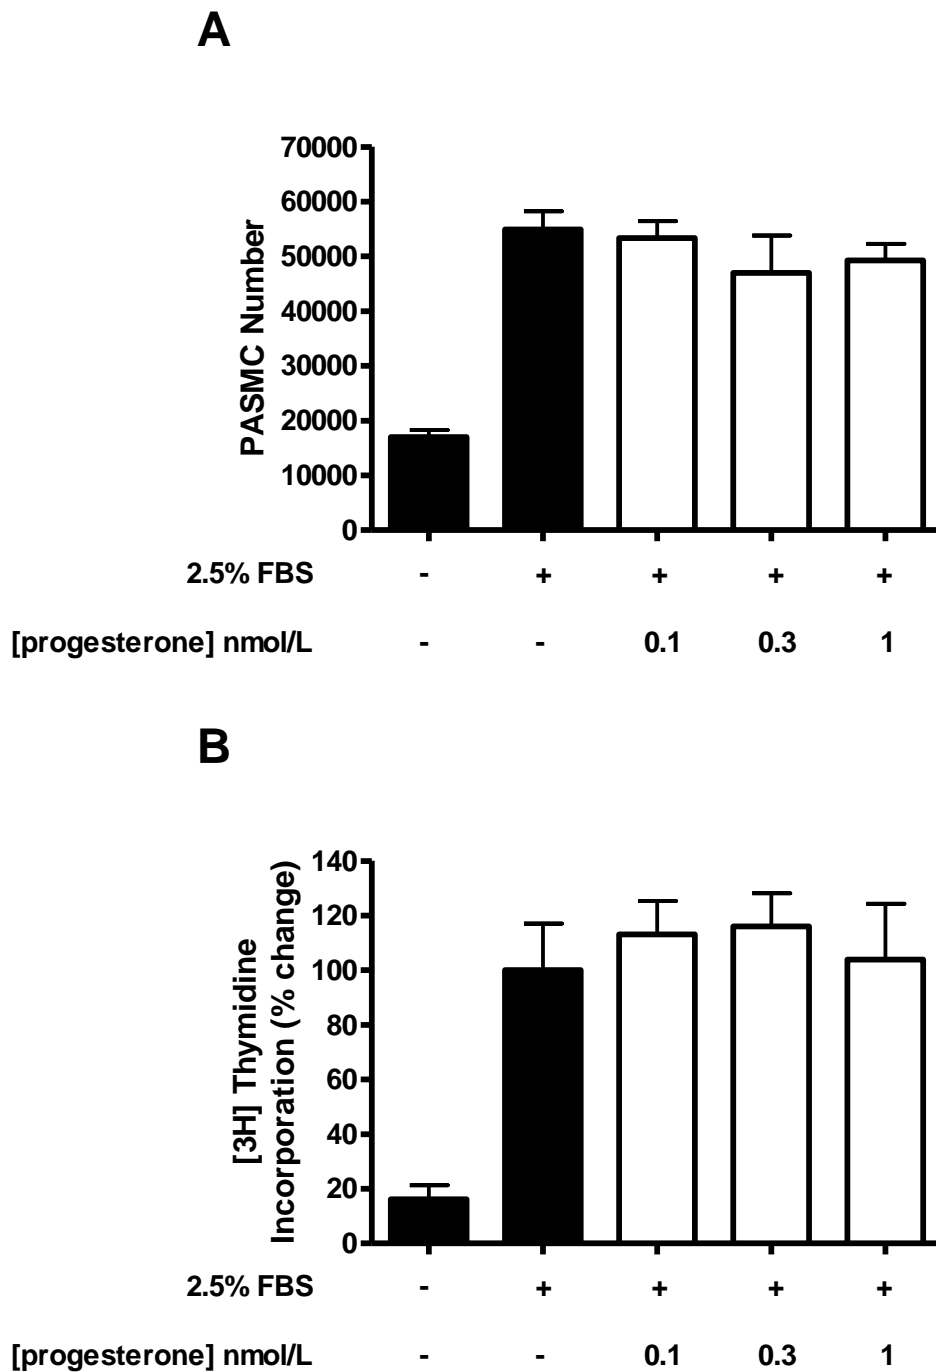 A
70000
60000
50000
40000
30000
20000
10000
0
PASMC Number
2.5% FBS - + + + +
[progesterone] nmol/L - - 0.1 0.3 1
B
140
120
100
80
60
40
20
0
[3H] Thymidine
Incorporation (% change)
2.5% FBS - + + + +
[progesterone] nmol/L - - 0.1 0.3 1